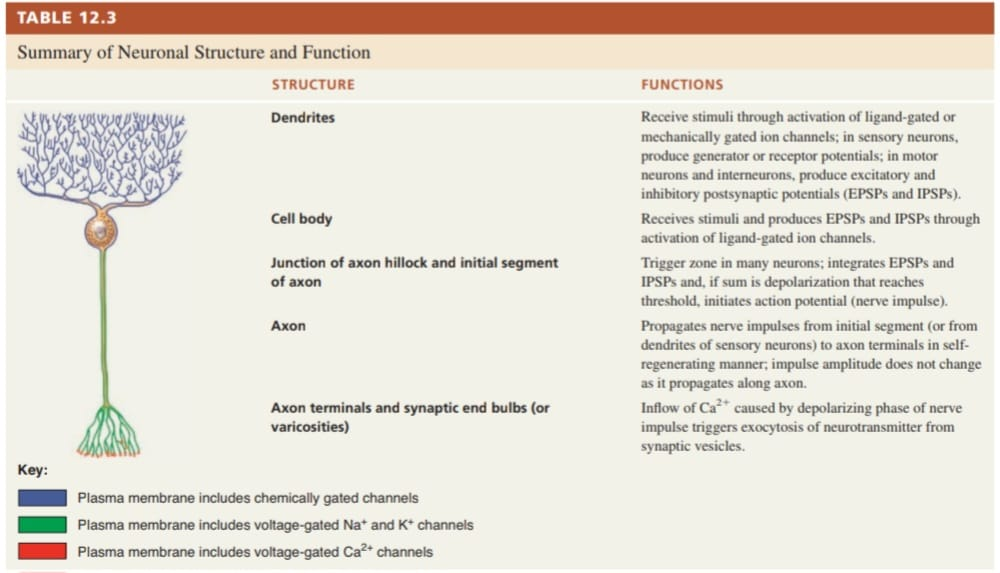 TABLE 12.3
Summary of Neuronal Structure and Function
STRUCTURE
FUNCTIONS
Dendrites
Receive stimuli through activation of ligand-gated or
mechanically gated ion channels; in sensory neurons,
produce generator or receptor potentials; in motor
neurons and interneurons, produce excitatory and
inhibitory postsynaptic potentials (EPSPs and IPSPs).
Cell body
Receives stimuli and produces EPSPs and IPSPs through
activation of ligand-gated ion channels.
Junction of axon hillock and initial segment
of axon
Trigger zone in many neurons; integrates EPSPs and
IPSPs and, if sum is depolarization that reaches
threshold, initiates action potential (nerve impulse).
Axon
Propagates nerve impulses from initial segment (or from
dendrites of sensory neurons) to axon terminals in self-
regenerating manner; impulse amplitude does not change
as it propagates along axon.
Axon terminals and synaptic end bulbs (or
varicosities)
Inflow of Ca²⁺ caused by depolarizing phase of nerve
impulse triggers exocytosis of neurotransmitter from
synaptic vesicles.
Key:
Plasma membrane includes chemically gated channels
Plasma membrane includes voltage-gated Na⁺ and K⁺ channels
Plasma membrane includes voltage-gated Ca²⁺ channels